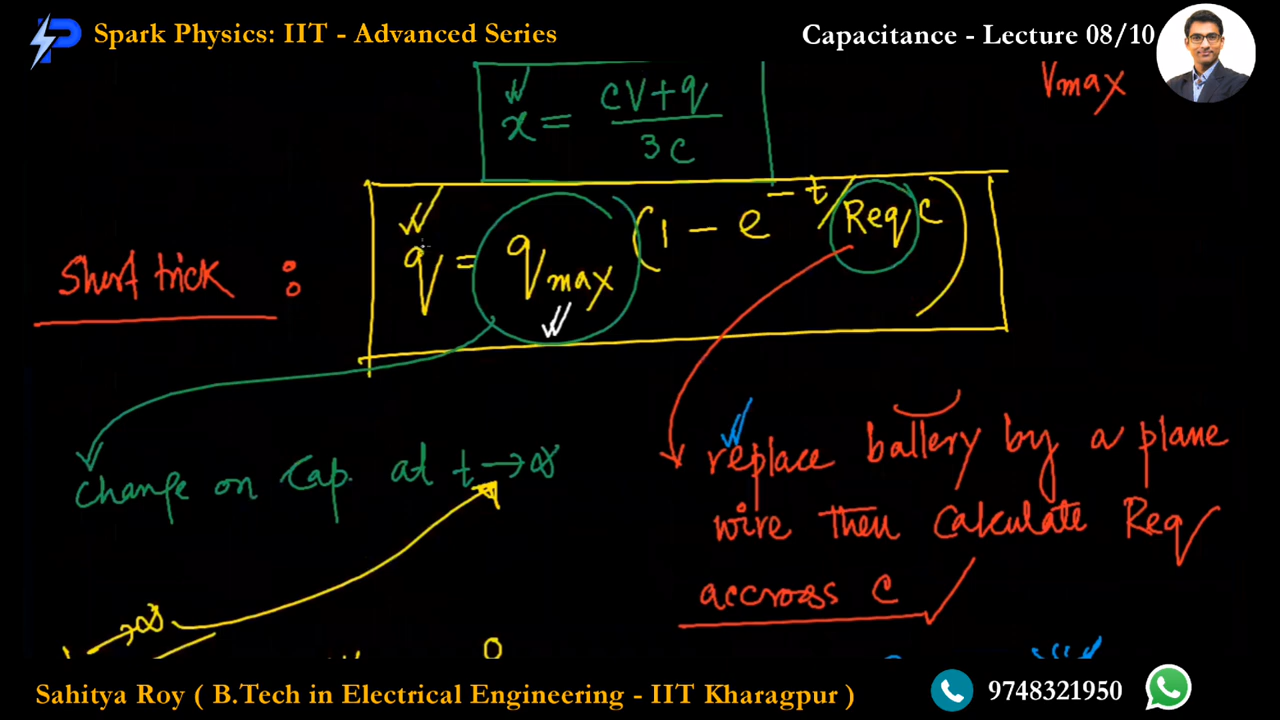 Spark Physics: IIT - Advanced Series
Capacitance - Lecture 08/10
Vmax
x = (CV+q)/3C
q = qmax (1 - e^(-t/Req C))
Short trick :
change on Cap. at t → ∞
replace battery by a plane
wire then calculate Req
accross C
→ ∞
Sahitya Roy ( B.Tech in Electrical Engineering - IIT Kharagpur )
9748321950